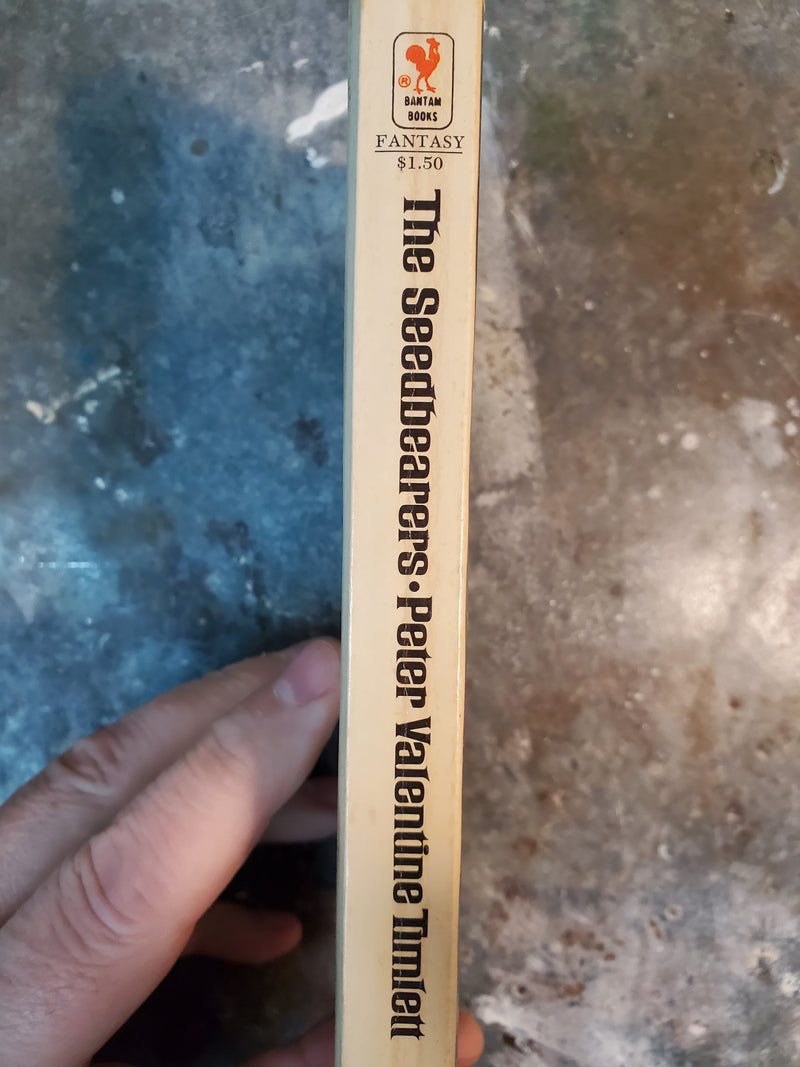 ®
BANTAM
BOOKS
FANTASY
$1.50
The Seedbearers • Peter Valentine Timlett